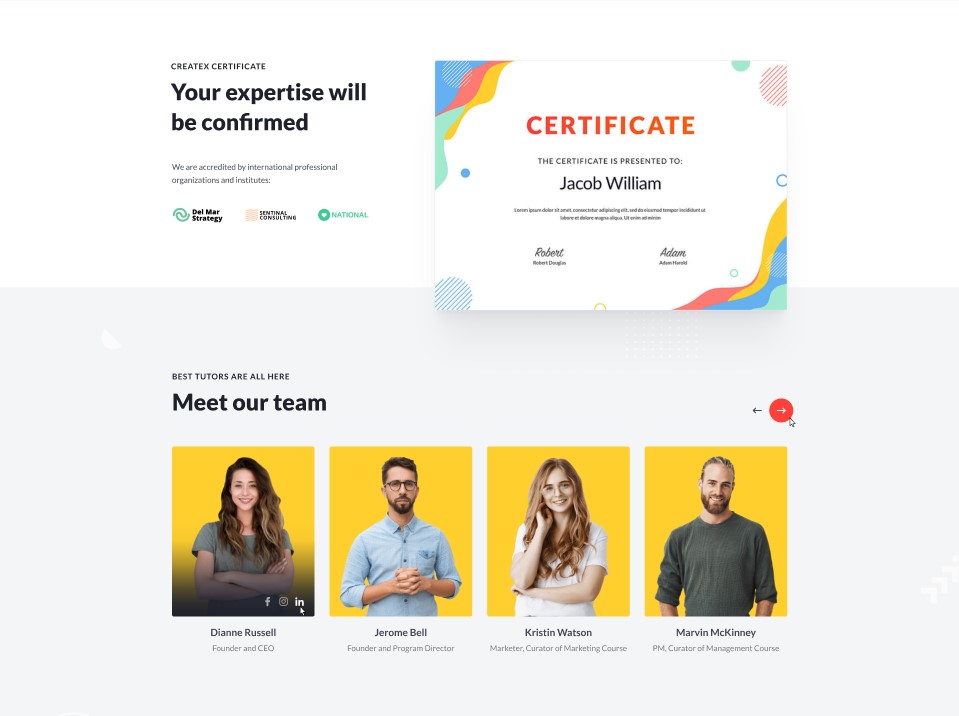 CREATEX CERTIFICATE
Your expertise will
be confirmed
We are accredited by international professional
organizations and institutes:
Del Mar
Strategy
SENTINAL
CONSULTING
NATIONAL
CERTIFICATE
THE CERTIFICATE IS PRESENTED TO:
Jacob William
Lorem ipsum dolor sit amet, consectetur adipiscing elit, sed do eiusmod tempor incididunt ut
labore et dolore magna aliqua. Ut enim ad minim
Robert
Adam
Robert Douglas
Adam Harold
BEST TUTORS ARE ALL HERE
Meet our team
Dianne Russell
Founder and CEO
Jerome Bell
Founder and Program Director
Kristin Watson
Marketer, Curator of Marketing Course
Marvin McKinney
PM, Curator of Management Course